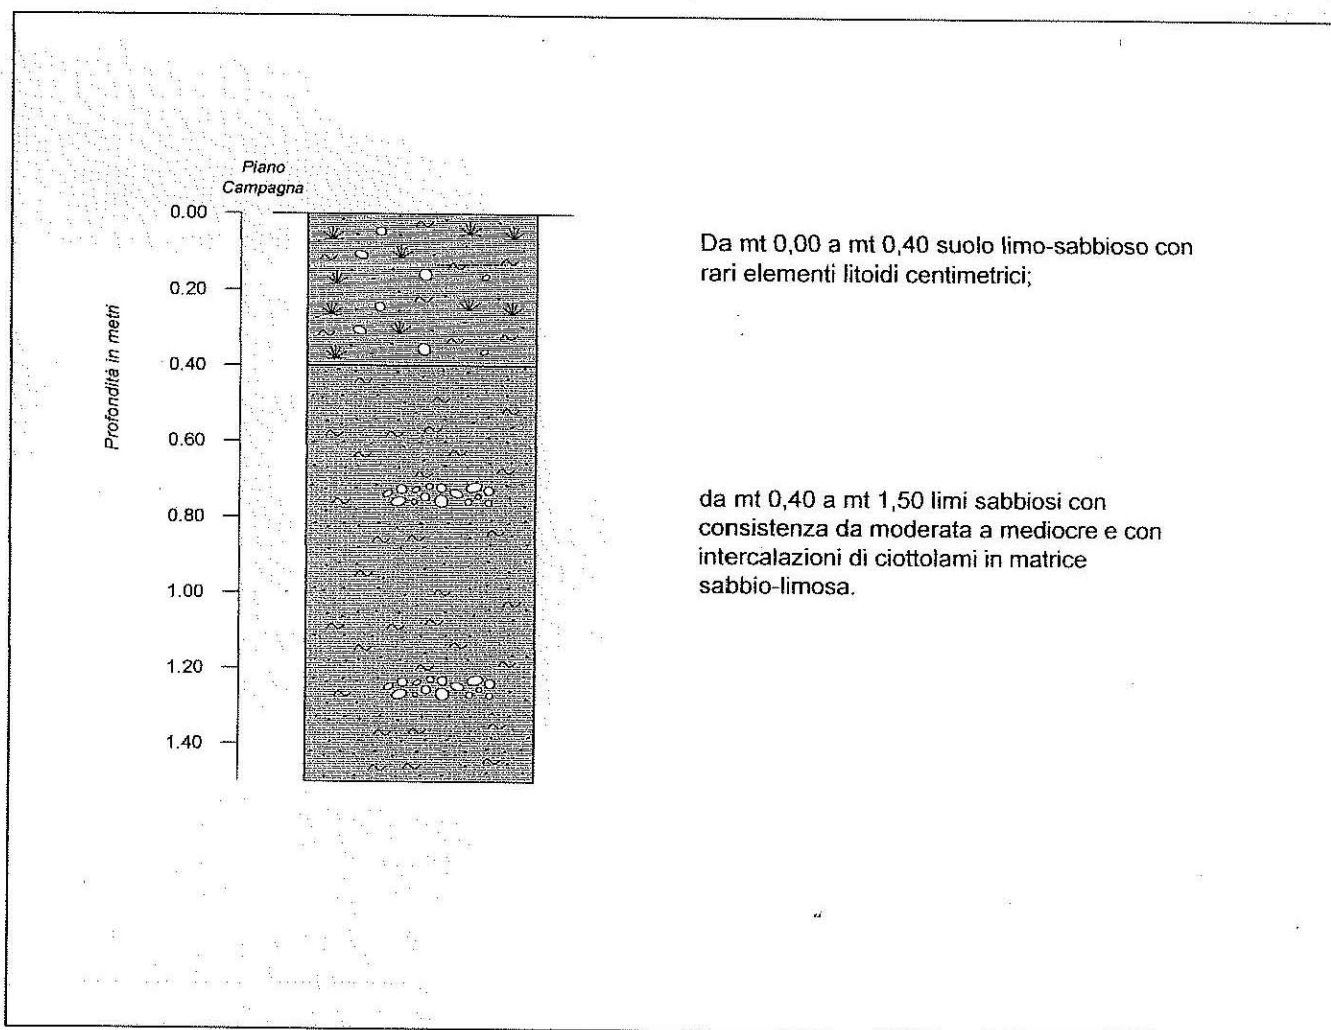 Piano
Campagna
0.00
0.20
0.40
0.60
0.80
1.00
1.20
1.40
Profondità in metri
Da mt 0,00 a mt 0,40 suolo limo-sabbioso con
rari elementi litoidi centimetrici;
da mt 0,40 a mt 1,50 limi sabbiosi con
consistenza da moderata a mediocre e con
intercalazioni di ciottolami in matrice
sabbio-limosa.